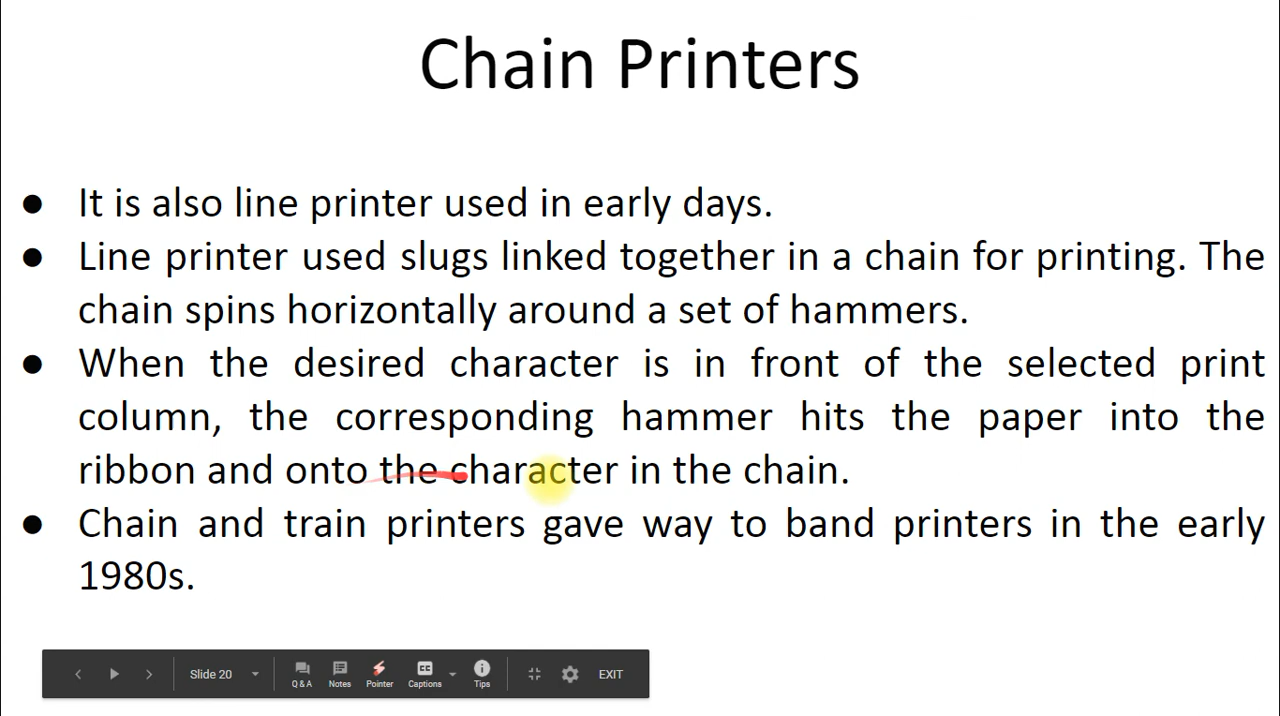 Chain Printers
● It is also line printer used in early days.
● Line printer used slugs linked together in a chain for printing. The
chain spins horizontally around a set of hammers.
● When the desired character is in front of the selected print
column, the corresponding hammer hits the paper into the
ribbon and onto the character in the chain.
● Chain and train printers gave way to band printers in the early
1980s.
Slide 20 Q & A Notes Pointer CC Captions Tips EXIT